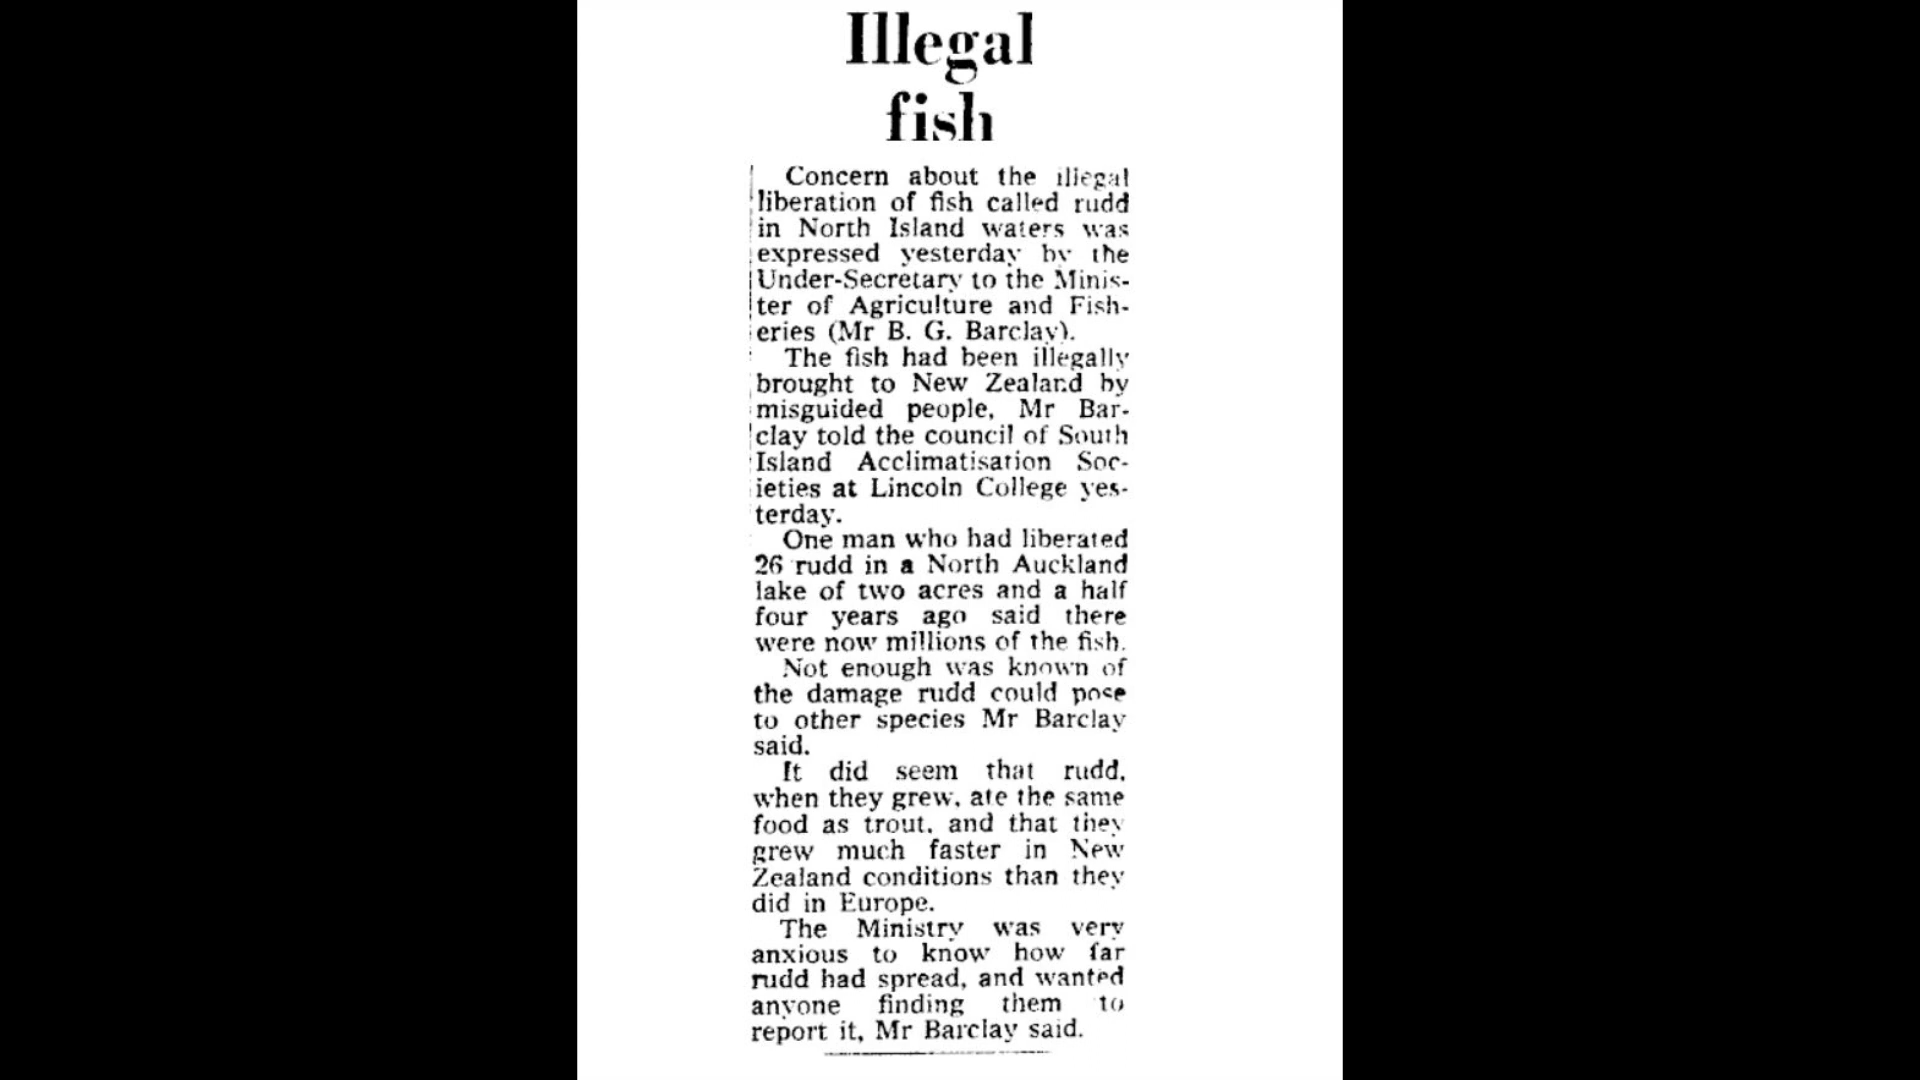 Illegal
fish
Concern about the illegal
liberation of fish called rudd
in North Island waters was
expressed yesterday by the
Under-Secretary to the Minis-
ter of Agriculture and Fish-
eries (Mr B. G. Barclay).
The fish had been illegally
brought to New Zealand by
misguided people, Mr Bar-
clay told the council of South
Island Acclimatisation Soc-
ieties at Lincoln College yes-
terday.
One man who had liberated
26 rudd in a North Auckland
lake of two acres and a half
four years ago said there
were now millions of the fish.
Not enough was known of
the damage rudd could pose
to other species Mr Barclay
said.
It did seem that rudd,
when they grew, ate the same
food as trout, and that they
grew much faster in New
Zealand conditions than they
did in Europe.
The Ministry was very
anxious to know how far
rudd had spread, and wanted
anyone finding them to
report it, Mr Barclay said.